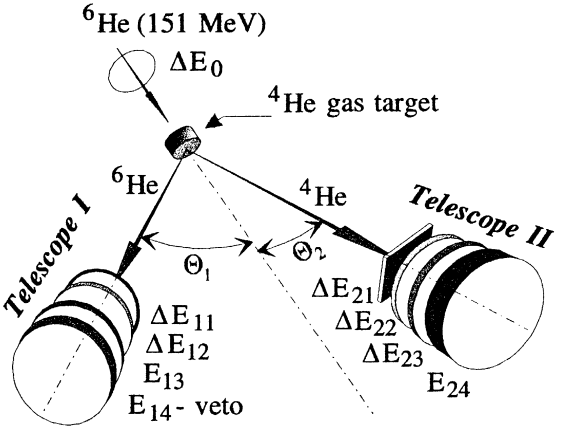 ⁶He (151 MeV)
ΔE₀
⁴He gas target
⁶He
⁴He
Telescope I
Telescope II
Θ₁
Θ₂
ΔE₁₁
ΔE₁₂
E₁₃
E₁₄- veto
ΔE₂₁
ΔE₂₂
ΔE₂₃
E₂₄